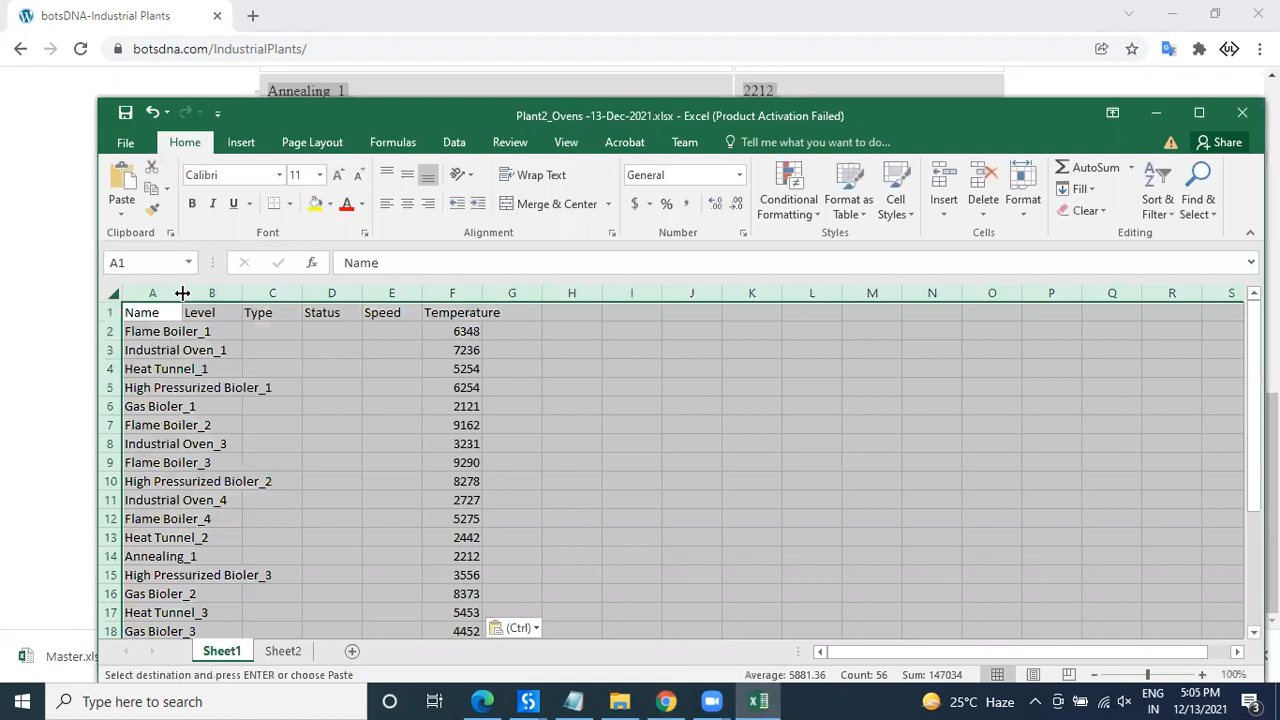 botsDNA-Industrial Plants
botsdna.com/IndustrialPlants/
Annealing_1 2212
Plant2_Ovens -13-Dec-2021.xlsx - Excel (Product Activation Failed)
File Home Insert Page Layout Formulas Data Review View Acrobat Team Tell me what you want to do... Share
Paste
Calibri 11
Wrap Text
General
AutoSum
Fill
Clear
B I U
Merge & Center
$ % ,
Conditional Formatting
Format as Table
Cell Styles
Insert Delete Format
Sort & Filter
Find & Select
Clipboard Font Alignment Number Styles Cells Editing
A1 fx Name
A B C D E F G H I J K L M N O P Q R S
1 Name Level Type Status Speed Temperature
2 Flame Boiler_1 6348
3 Industrial Oven_1 7236
4 Heat Tunnel_1 5254
5 High Pressurized Bioler_1 6254
6 Gas Bioler_1 2121
7 Flame Boiler_2 9162
8 Industrial Oven_3 3231
9 Flame Boiler_3 9290
10 High Pressurized Bioler_2 8278
11 Industrial Oven_4 2727
12 Flame Boiler_4 5275
13 Heat Tunnel_2 2442
14 Annealing_1 2212
15 High Pressurized Bioler_3 3556
16 Gas Bioler_2 8373
17 Heat Tunnel_3 5453
18 Gas Bioler_3 4452
(Ctrl)
Sheet1 Sheet2
Master.xls
Select destination and press ENTER or choose Paste Average: 5881.36 Count: 56 Sum: 147034 100%
Type here to search
25°C Haze
ENG
IN
5:05 PM
12/13/2021
3